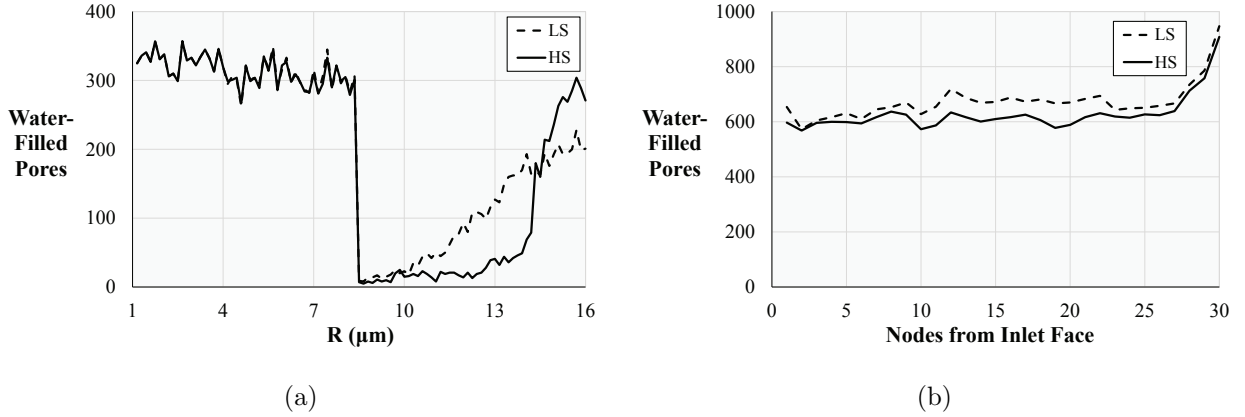 400
300
200
100
0
Water-
Filled
Pores
LS
HS
1 4 7 10 13 16
R (µm)
(a)
1000
800
600
400
200
0
Water-
Filled
Pores
LS
HS
0 5 10 15 20 25 30
Nodes from Inlet Face
(b)